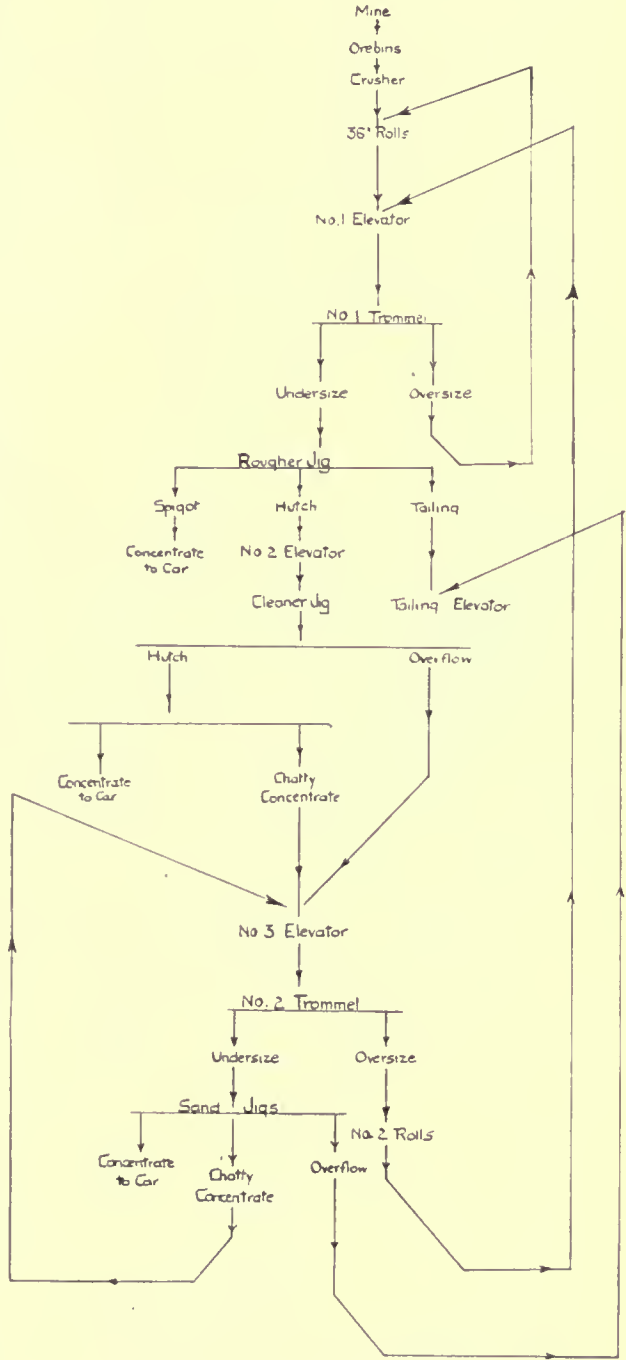 Mine
Orebins
Crusher
36" Rolls
No. 1 Elevator
No 1 Trommel
Undersize
Oversize
Rougher Jig
Spigot
Hutch
Tailing
Concentrate
to Car
No 2 Elevator
Cleaner Jig
Tailing Elevator
Hutch
Overflow
Concentrate
to Car
Chatty
Concentrate
No 3 Elevator
No. 2 Trommel
Undersize
Oversize
Sand Jigs
No 2 Rolls
Concentrate
to Car
Chatty
Concentrate
Overflow